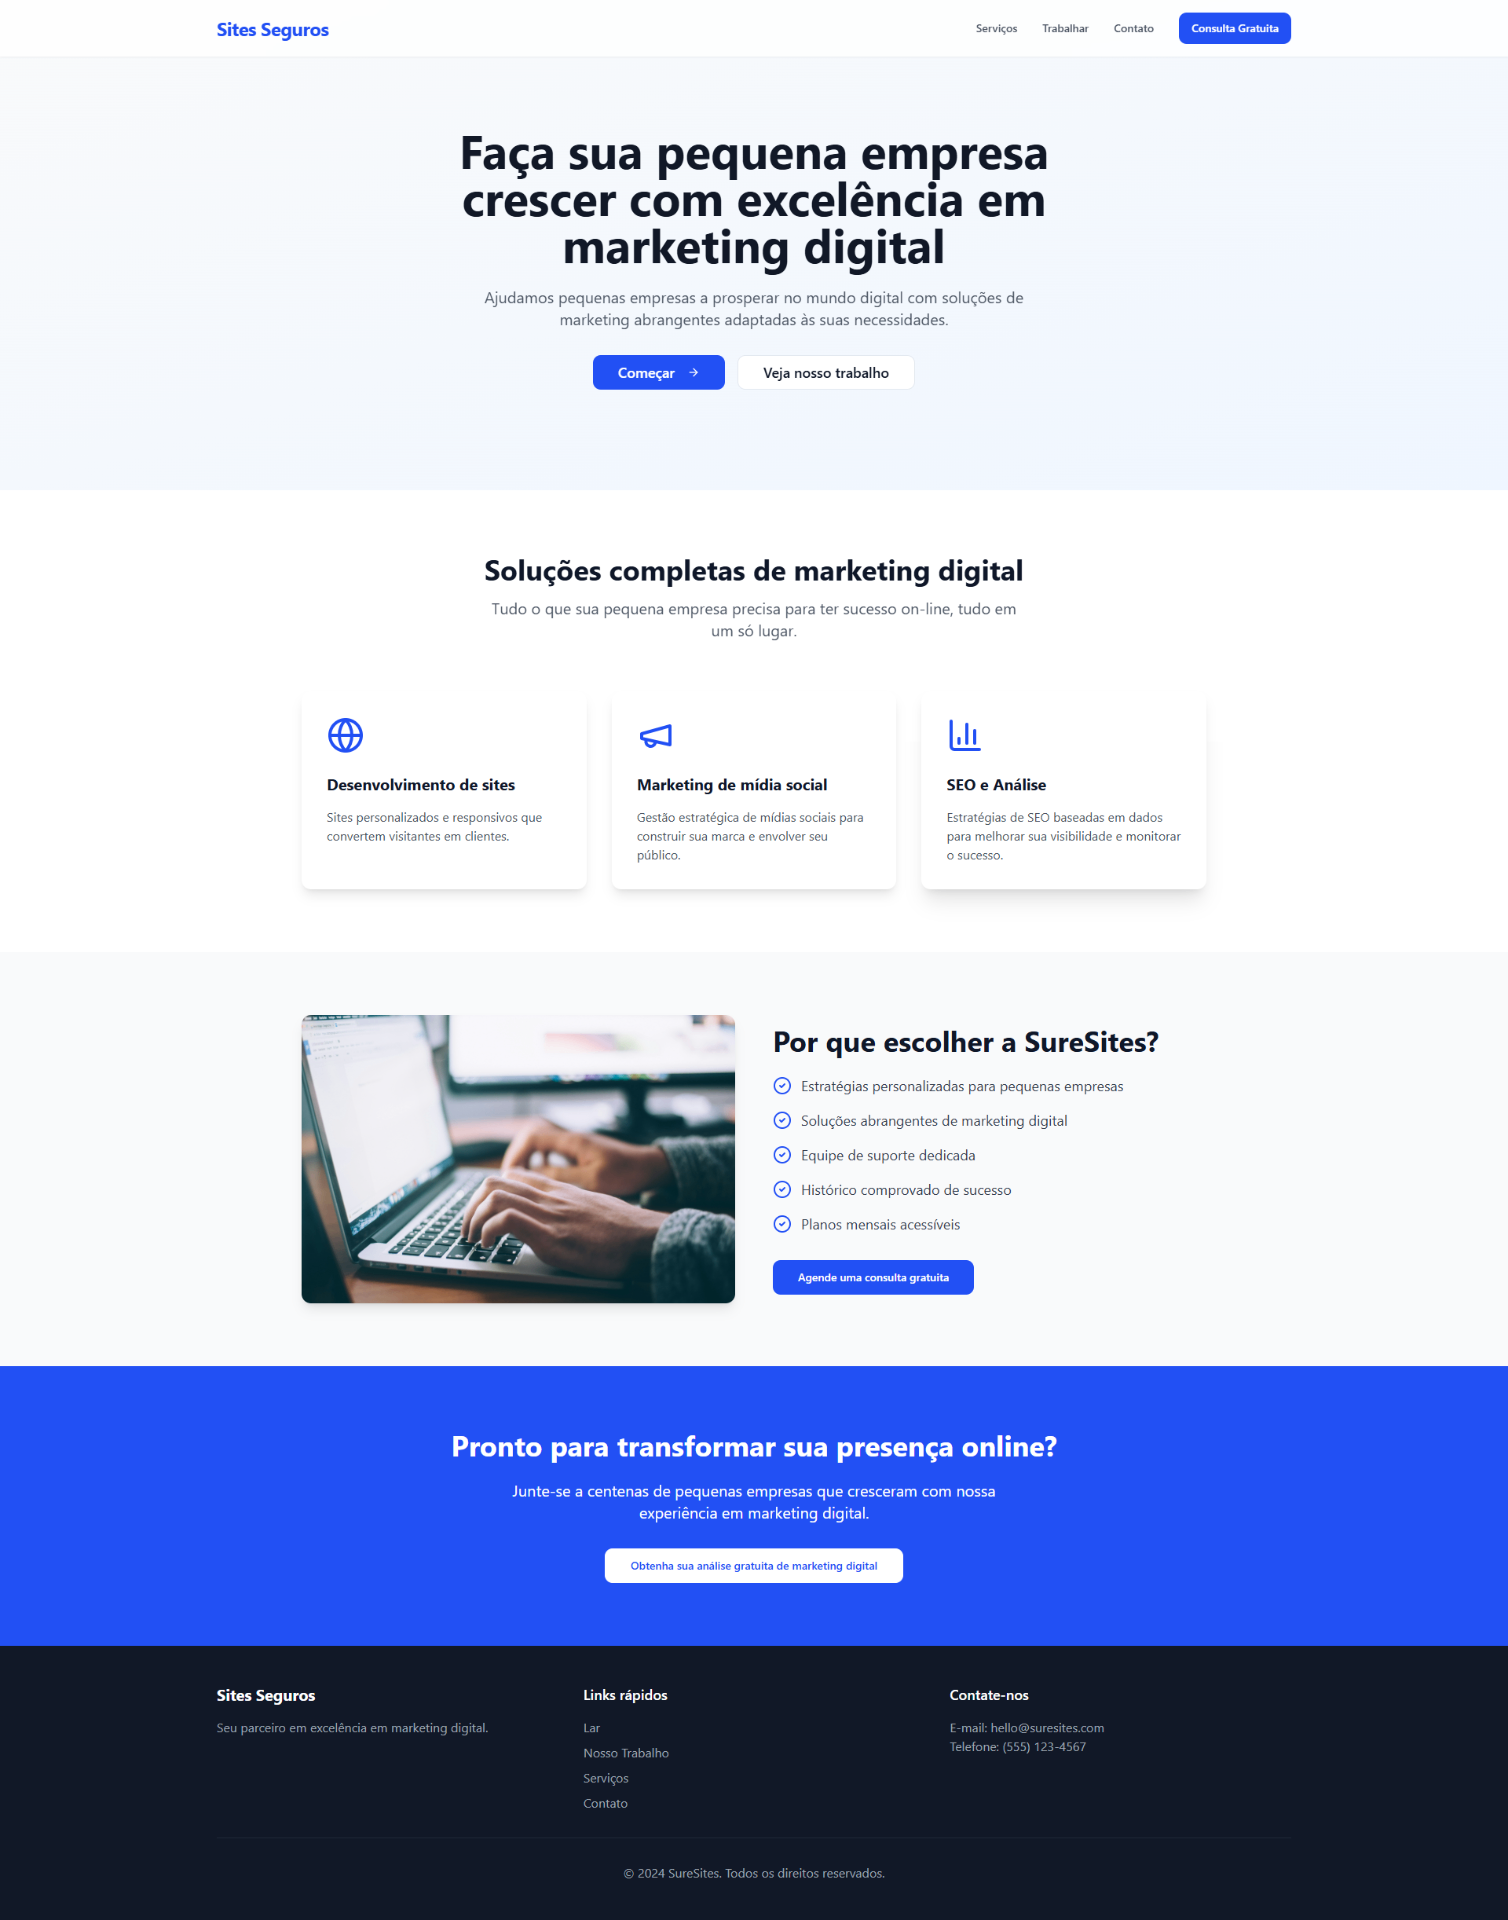 Sites Seguros
Serviços
Trabalhar
Contato
Consulta Gratuita
Faça sua pequena empresa
crescer com excelência em
marketing digital
Ajudamos pequenas empresas a prosperar no mundo digital com soluções de
marketing abrangentes adaptadas às suas necessidades.
Começar →
Veja nosso trabalho
Soluções completas de marketing digital
Tudo o que sua pequena empresa precisa para ter sucesso on-line, tudo em
um só lugar.
Desenvolvimento de sites
Sites personalizados e responsivos que
convertem visitantes em clientes.
Marketing de mídia social
Gestão estratégica de mídias sociais para
construir sua marca e envolver seu
público.
SEO e Análise
Estratégias de SEO baseadas em dados
para melhorar sua visibilidade e monitorar
o sucesso.
Por que escolher a SureSites?
Estratégias personalizadas para pequenas empresas
Soluções abrangentes de marketing digital
Equipe de suporte dedicada
Histórico comprovado de sucesso
Planos mensais acessíveis
Agende uma consulta gratuita
Pronto para transformar sua presença online?
Junte-se a centenas de pequenas empresas que cresceram com nossa
experiência em marketing digital.
Obtenha sua análise gratuita de marketing digital
Sites Seguros
Seu parceiro em excelência em marketing digital.
Links rápidos
Lar
Nosso Trabalho
Serviços
Contato
Contate-nos
E-mail: hello@suresites.com
Telefone: (555) 123-4567
© 2024 SureSites. Todos os direitos reservados.